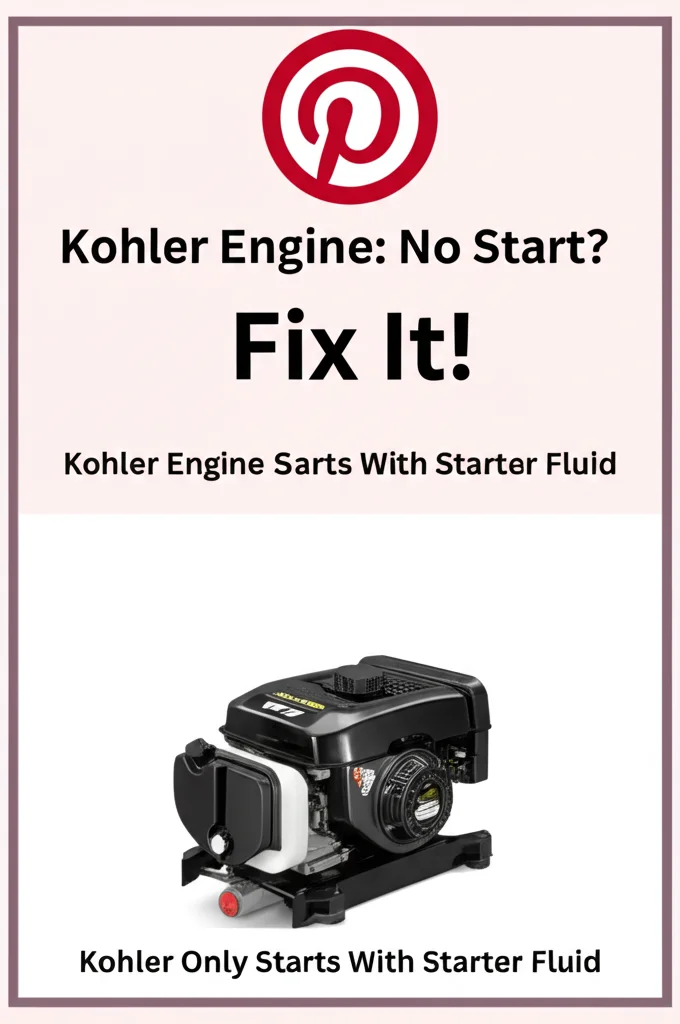 Kohler Engine: No Start?
Fix It!
Kohler Engine Sarts With Starter Fluid
Kohler Only Starts With Starter Fluid